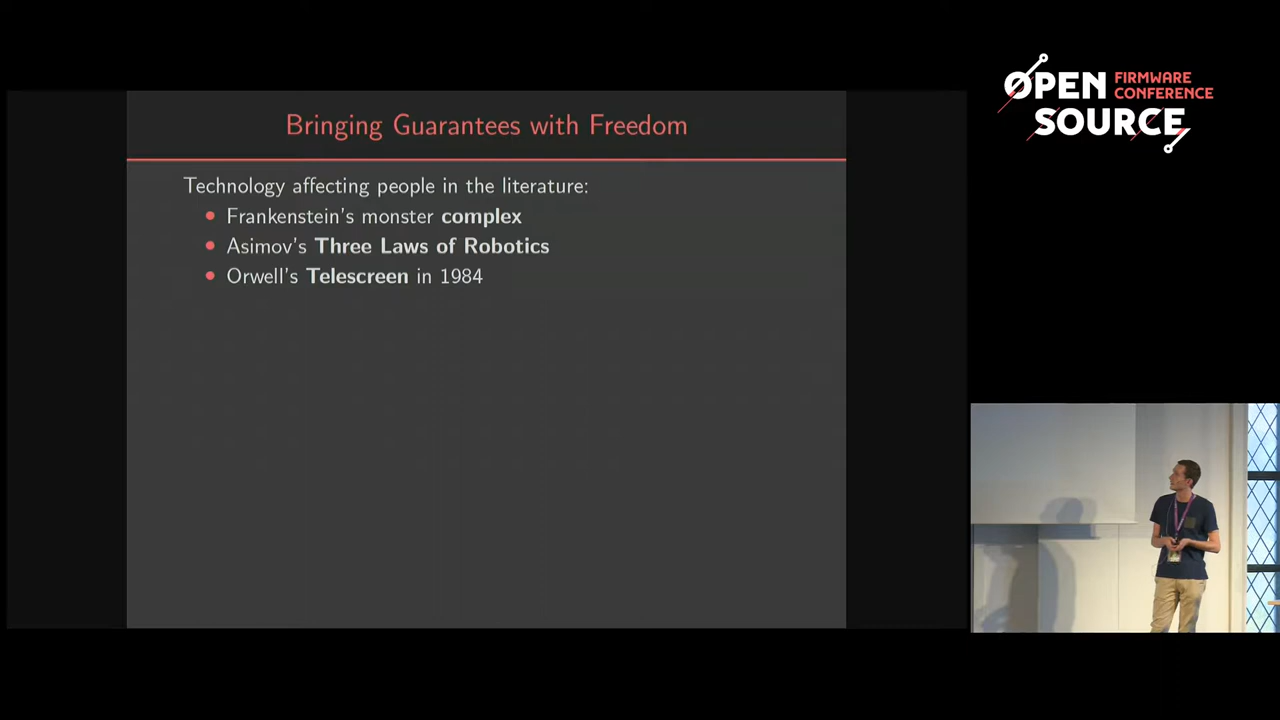 Bringing Guarantees with Freedom
Technology affecting people in the literature:
Frankenstein's monster complex
Asimov's Three Laws of Robotics
Orwell's Telescreen in 1984
OPEN FIRMWARE
CONFERENCE
SOURCE